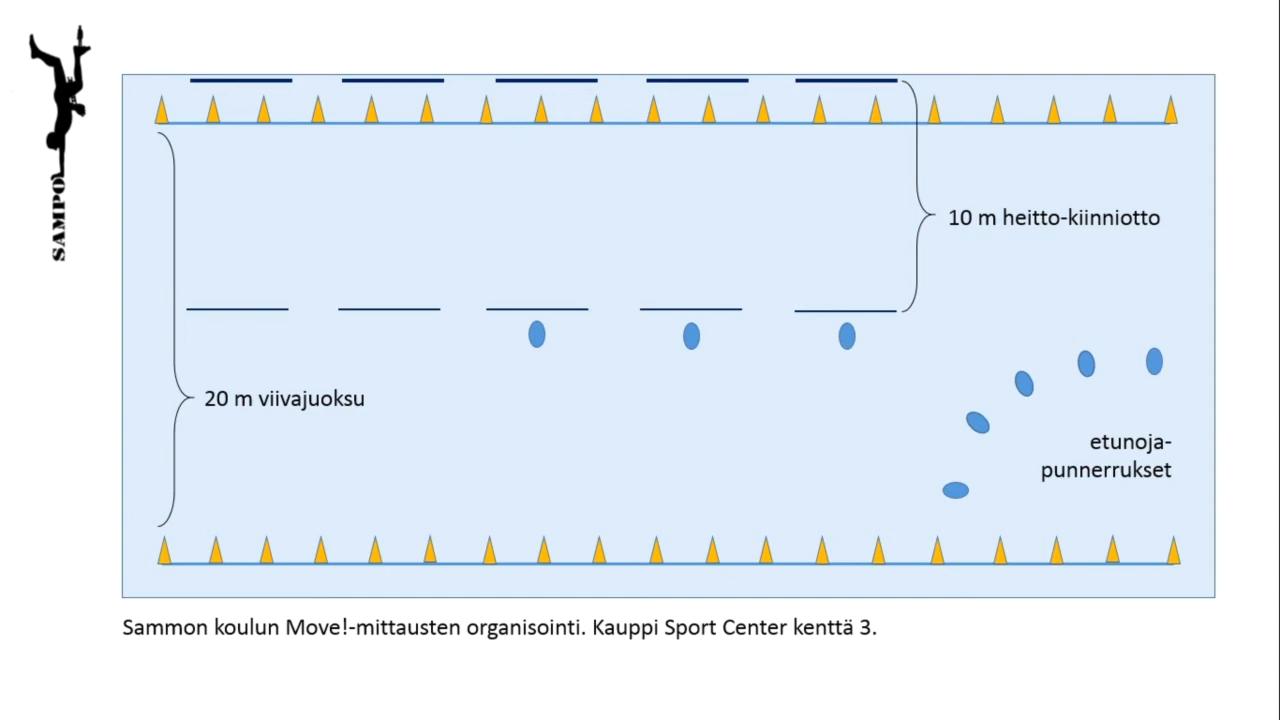 SAMPO
10 m heitto-kiinniotto
20 m viivajuoksu
etunoja-
punnerrukset
Sammon koulun Move!-mittausten organisointi. Kauppi Sport Center kenttä 3.